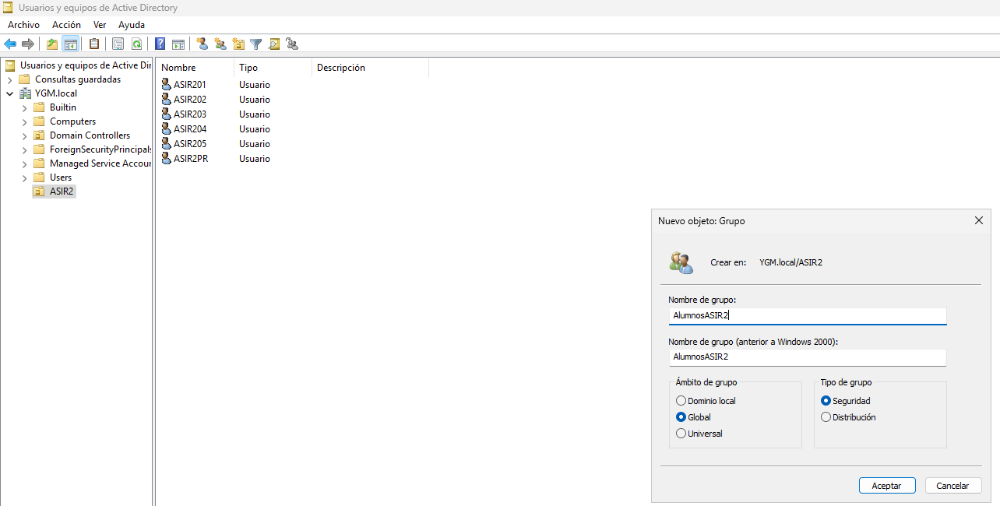 Usuarios y equipos de Active Directory
Archivo Acción Ver Ayuda
Usuarios y equipos de Active Dir
Consultas guardadas
YGM.local
Builtin
Computers
Domain Controllers
ForeignSecurityPrincipals
Managed Service Accour
Users
ASIR2
Nombre Tipo Descripción
ASIR201 Usuario
ASIR202 Usuario
ASIR203 Usuario
ASIR204 Usuario
ASIR205 Usuario
ASIR2PR Usuario
Nuevo objeto: Grupo
Crear en: YGM.local/ASIR2
Nombre de grupo:
AlumnosASIR2
Nombre de grupo (anterior a Windows 2000):
AlumnosASIR2
Ámbito de grupo
Dominio local
Global
Universal
Tipo de grupo
Seguridad
Distribución
Aceptar Cancelar